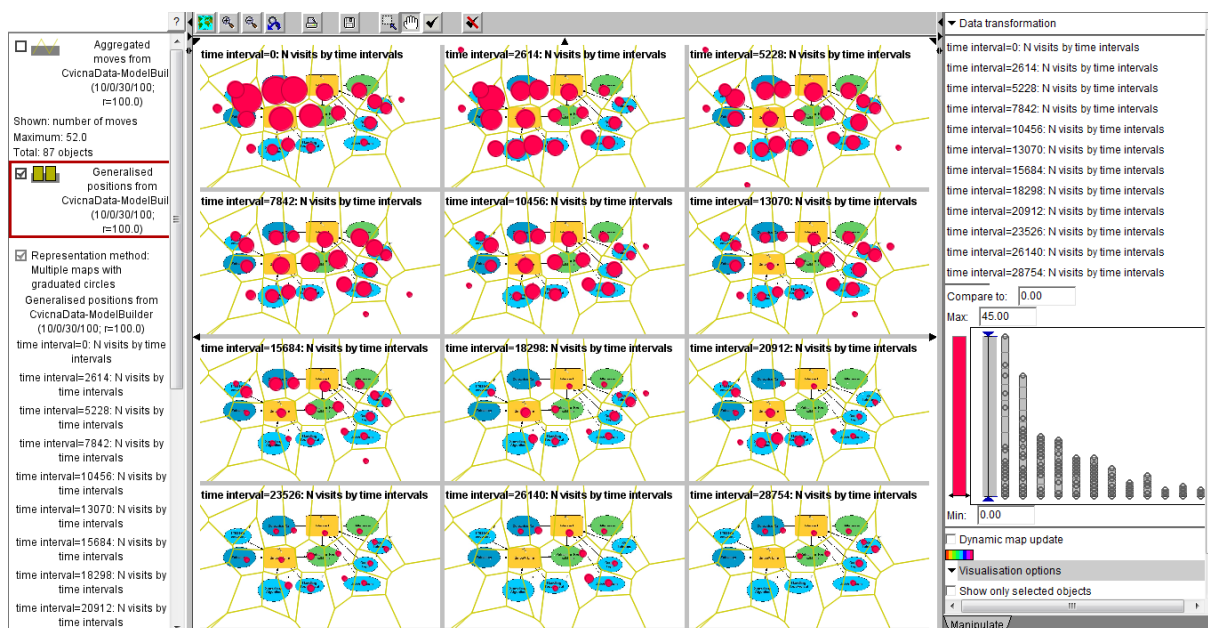 ?
Aggregated
moves from
CvicnaData-ModelBuil
(10/0/30/100;
r=100.0)
Shown: number of moves
Maximum: 52.0
Total: 87 objects
Generalised
positions from
CvicnaData-ModelBuil
(10/0/30/100;
r=100.0)
Representation method:
Multiple maps with
graduated circles
Generalised positions from
CvicnaData-ModelBuilder
(10/0/30/100; r=100.0)
time interval=0: N visits by time
intervals
time interval=2614: N visits by
time intervals
time interval=5228: N visits by
time intervals
time interval=7842: N visits by
time intervals
time interval=10456: N visits by
time intervals
time interval=13070: N visits by
time intervals
time interval=15684: N visits by
time intervals
time interval=18298: N visits by
time intervals
time interval=20912: N visits by
time intervals
time interval=0: N visits by time intervals
time interval=2614: N visits by time intervals
time interval=5228: N visits by time intervals
time interval=7842: N visits by time intervals
time interval=10456: N visits by time intervals
time interval=13070: N visits by time intervals
time interval=15684: N visits by time intervals
time interval=18298: N visits by time intervals
time interval=20912: N visits by time intervals
time interval=23526: N visits by time intervals
time interval=26140: N visits by time intervals
time interval=28754: N visits by time intervals
Data transformation
time interval=0: N visits by time intervals
time interval=2614: N visits by time intervals
time interval=5228: N visits by time intervals
time interval=7842: N visits by time intervals
time interval=10456: N visits by time intervals
time interval=13070: N visits by time intervals
time interval=15684: N visits by time intervals
time interval=18298: N visits by time intervals
time interval=20912: N visits by time intervals
time interval=23526: N visits by time intervals
time interval=26140: N visits by time intervals
time interval=28754: N visits by time intervals
Compare to: 0.00
Max: 45.00
Min: 0.00
Dynamic map update
Visualisation options
Show only selected objects
Manipulate